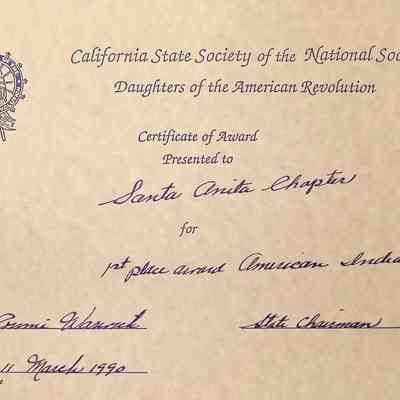 California State Society of the National Soc
Daughters of the American Revolution
Certificate of Award
Presented to
Santa Anita Chapter
for
1st place award American India
State Chairman
11 March 1990